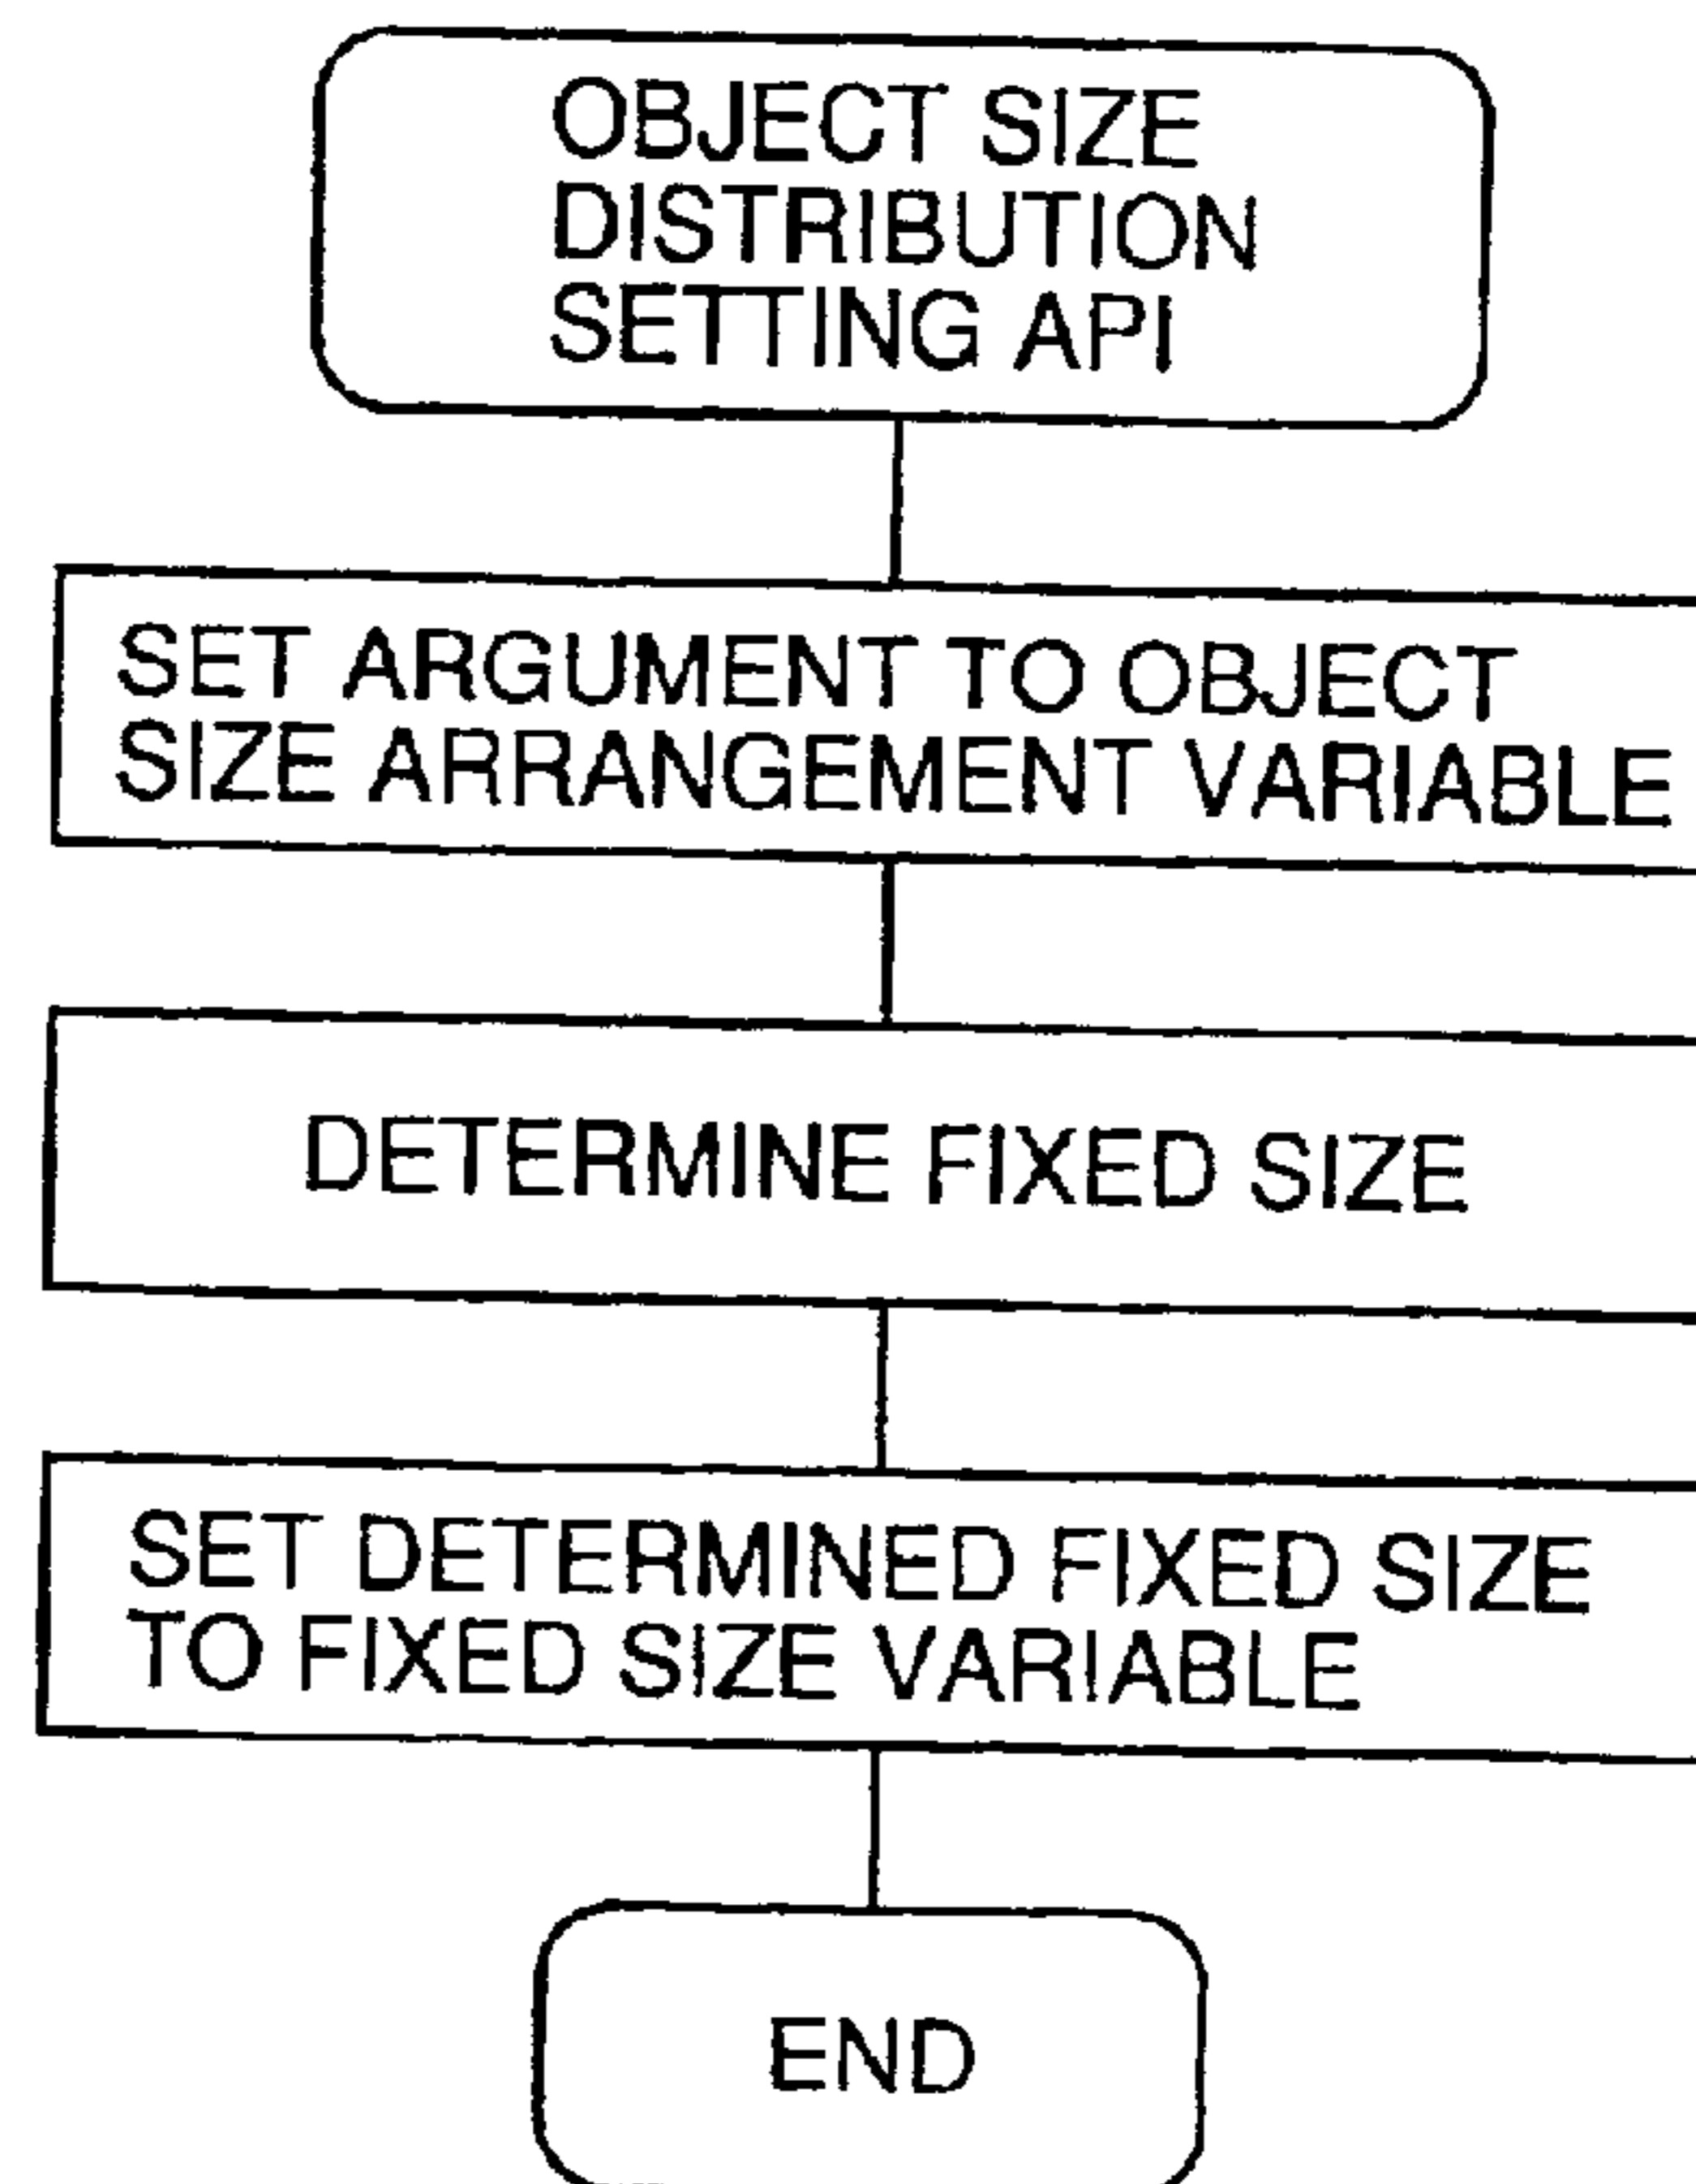 OBJECT SIZE
DISTRIBUTION
SETTING API
SET ARGUMENT TO OBJECT
SIZE ARRANGEMENT VARIABLE
DETERMINE FIXED SIZE
SET DETERMINED FIXED SIZE
TO FIXED SIZE VARIABLE
END